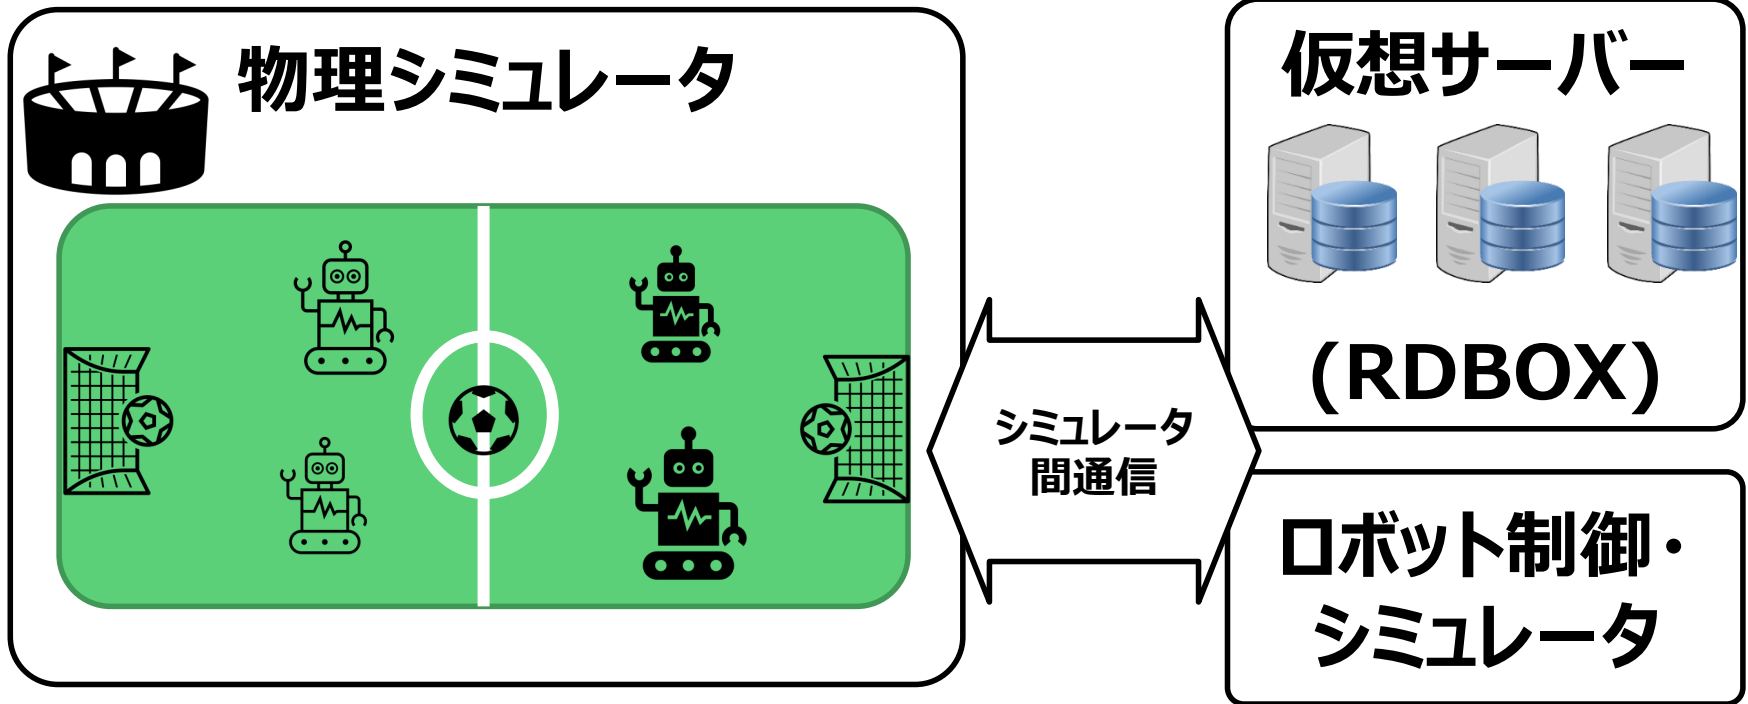 物理シミュレータ
仮想サーバー
(RDBOX)
シミュレータ
間通信
ロボット制御・
シミュレータ